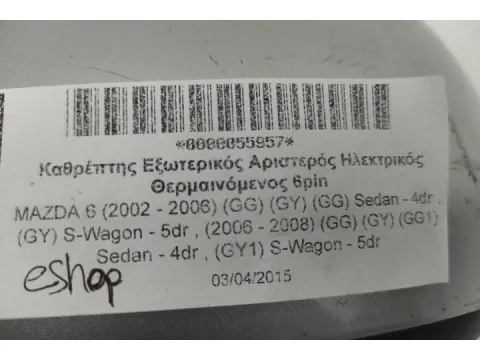 *0000055957*
Καθρέπτης Εξωτερικός Αριστερός Ηλεκτρικός
Θερμαινόμενος 6pin
MAZDA 6 (2002 - 2006) (GG) (GY) (GG) Sedan - 4dr ,
(GY) S-Wagon - 5dr , (2006 - 2008) (GG) (GY) (GG1)
Sedan - 4dr , (GY1) S-Wagon - 5dr
eshop
03/04/2015